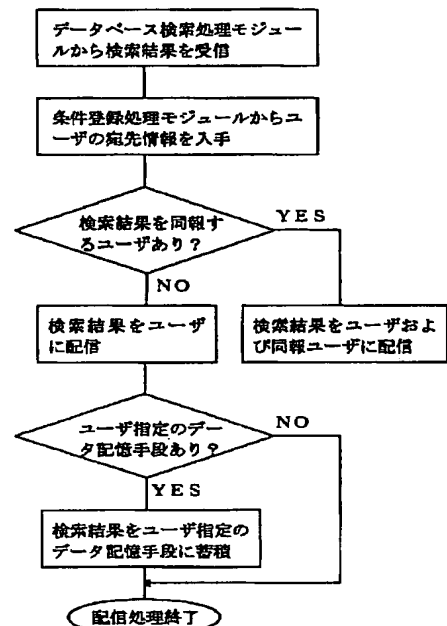 データベース検索処理モジュー
ルから検索結果を受信
条件登録処理モジュールからユ
ーザの宛先情報を入手
検索結果を同報す
るユーザあり？
YES
NO
検索結果をユーザ
に配信
検索結果をユーザおよ
び同報ユーザに配信
ユーザ指定のデー
タ記憶手段あり？
NO
YES
検索結果をユーザ指定の
データ記憶手段に蓄積
配信処理終了